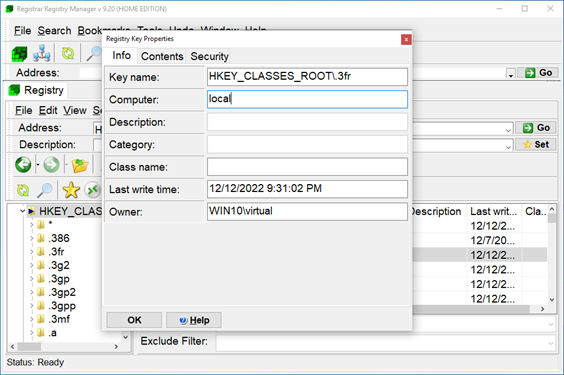 Registrar Registry Manager v 9.20 (HOME EDITION)
File Search Bookmarks Tools Undo Window Help
Address: Go
Registry
File Edit View
Address: Go
Description: Set
Registry Key Properties
Info Contents Security
Key name: HKEY_CLASSES_ROOT\.3fr
Computer: local
Description:
Category:
Class name:
Last write time: 12/12/2022 9:31:02 PM
Owner: WIN10\virtual
OK Help
HKEY_CLAS
*
.386
.3fr
.3g2
.3gp
.3gp2
.3gpp
.3mf
.a
Description Last writ... Cla...
12/12/2...
12/7/20...
12/12/2...
12/12/2...
12/12/2...
12/12/2...
Exclude Filter:
Status: Ready